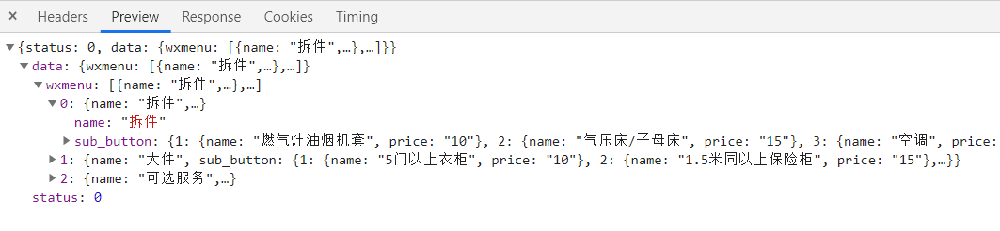 × Headers Preview Response Cookies Timing
{status: 0, data: {wxmenu: [{name: "拆件",…},…]}}
data: {wxmenu: [{name: "拆件",…},…]}
wxmenu: [{name: "拆件",…},…]
0: {name: "拆件",…}
name: "拆件"
sub_button: {1: {name: "燃气灶油烟机套", price: "10"}, 2: {name: "气压床/子母床", price: "15"}, 3: {name: "空调", price:
1: {name: "大件", sub_button: {1: {name: "5门以上衣柜", price: "10"}, 2: {name: "1.5米同以上保险柜", price: "15"},…}}
2: {name: "可选服务",…}
status: 0